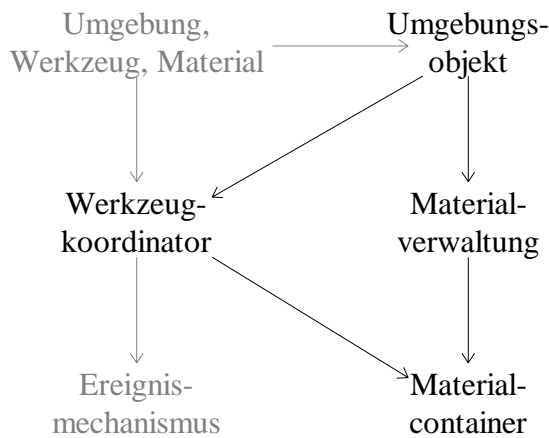 Umgebung,
Werkzeug, Material
Umgebungs-
objekt
Werkzeug-
koordinator
Material-
verwaltung
Ereignis-
mechanismus
Material-
container